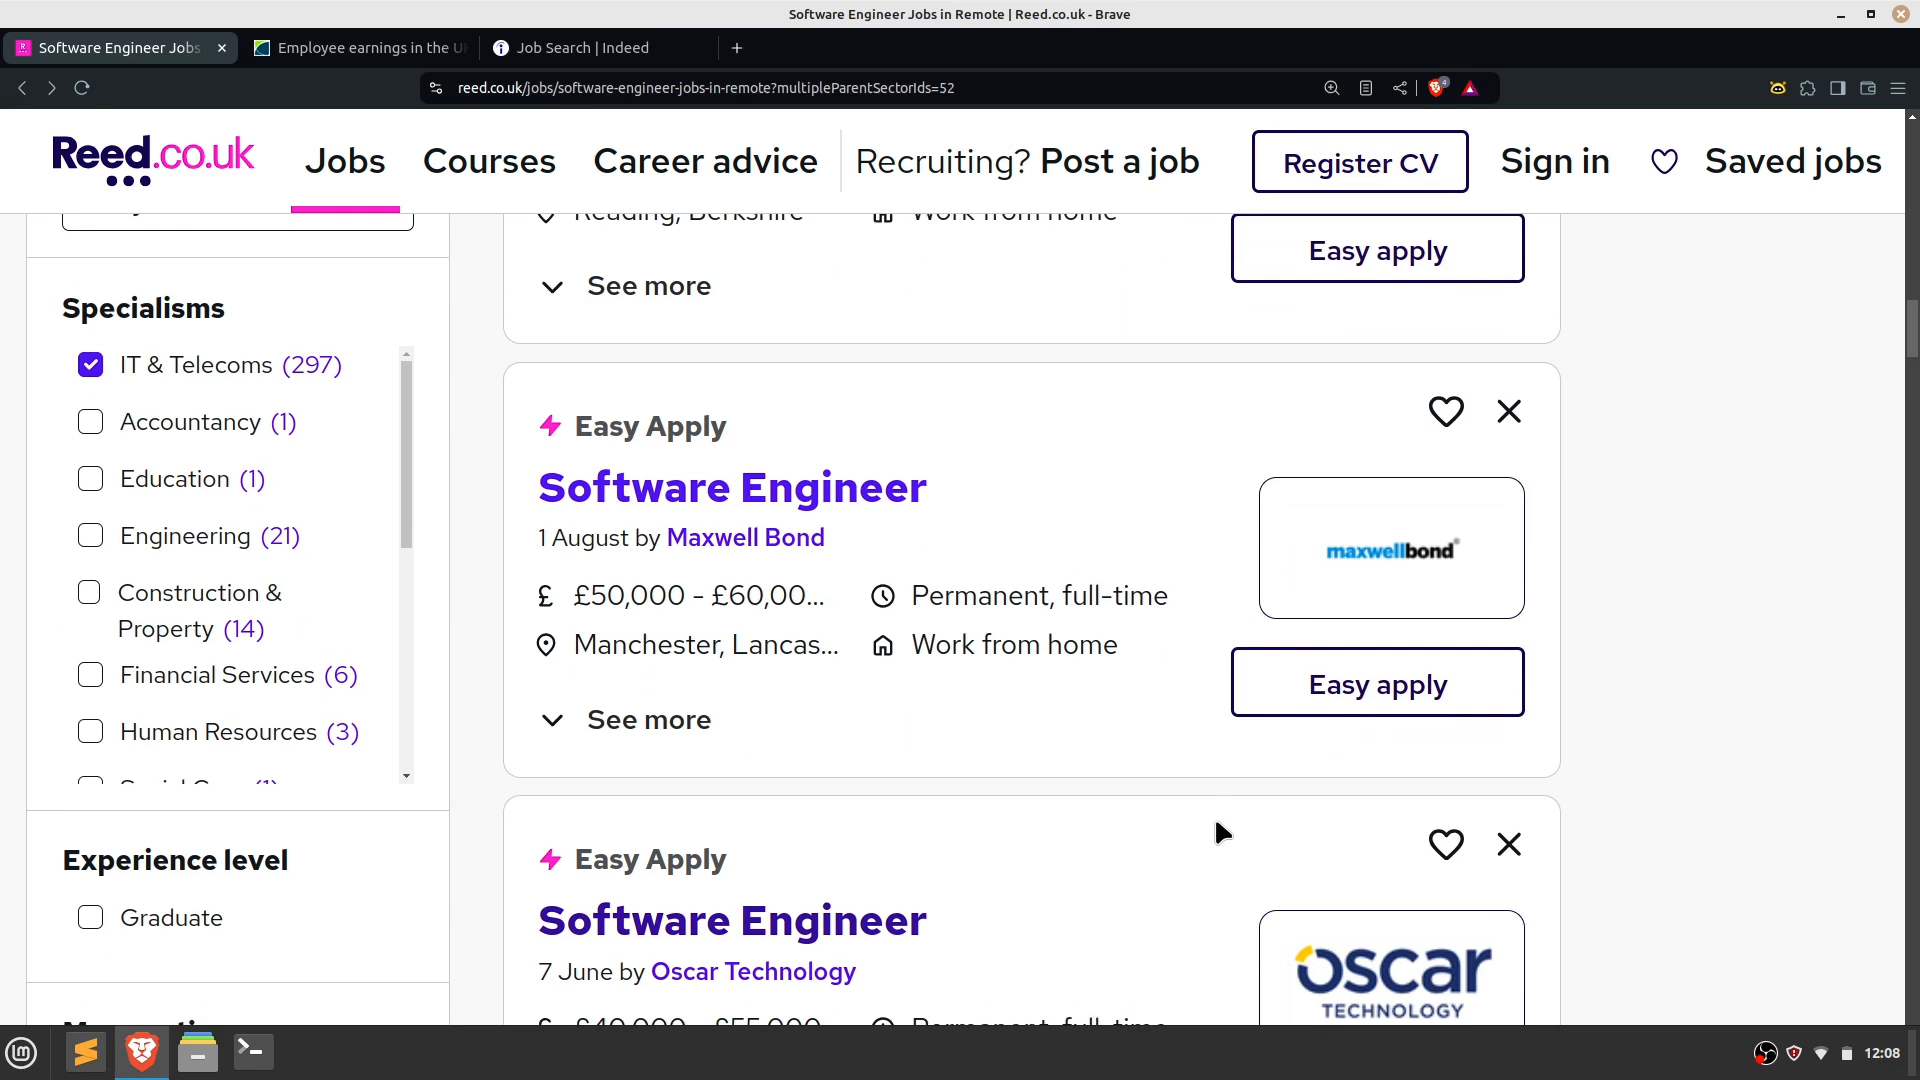 Software Engineer Jobs in Remote | Reed.co.uk - Brave
Software Engineer Jobs
Employee earnings in the U
Job Search | Indeed
reed.co.uk/jobs/software-engineer-jobs-in-remote?multipleParentSectorIds=52
4
Reed.co.uk
Jobs
Courses
Career advice
Recruiting? Post a job
Register CV
Sign in
Saved jobs
Specialisms
IT & Telecoms (297)
Accountancy (1)
Education (1)
Engineering (21)
Construction &
Property (14)
Financial Services (6)
Human Resources (3)
Experience level
Graduate
Reading, Berkshire
Work from home
See more
Easy apply
Easy Apply
Software Engineer
1 August by Maxwell Bond
£50,000 - £60,00...
Permanent, full-time
Manchester, Lancas...
Work from home
See more
maxwellbond
Easy apply
Easy Apply
Software Engineer
7 June by Oscar Technology
£40,000 - £55,000
Permanent, full-time
oscar
TECHNOLOGY
12:08